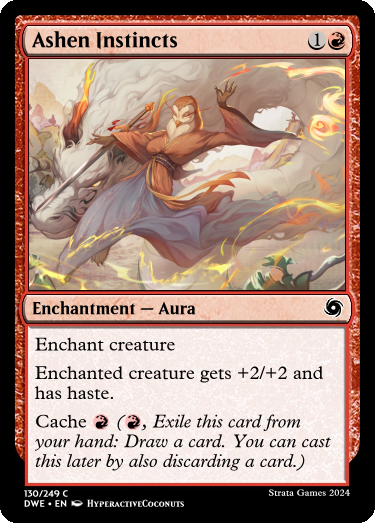 Ashen Instincts 1
Enchantment — Aura
Enchant creature
Enchanted creature gets +2/+2 and
has haste.
Cache (, Exile this card from
your hand: Draw a card. You can cast
this later by also discarding a card.)
130/249 C Strata Games 2024
DWE • EN HyperactiveCoconuts